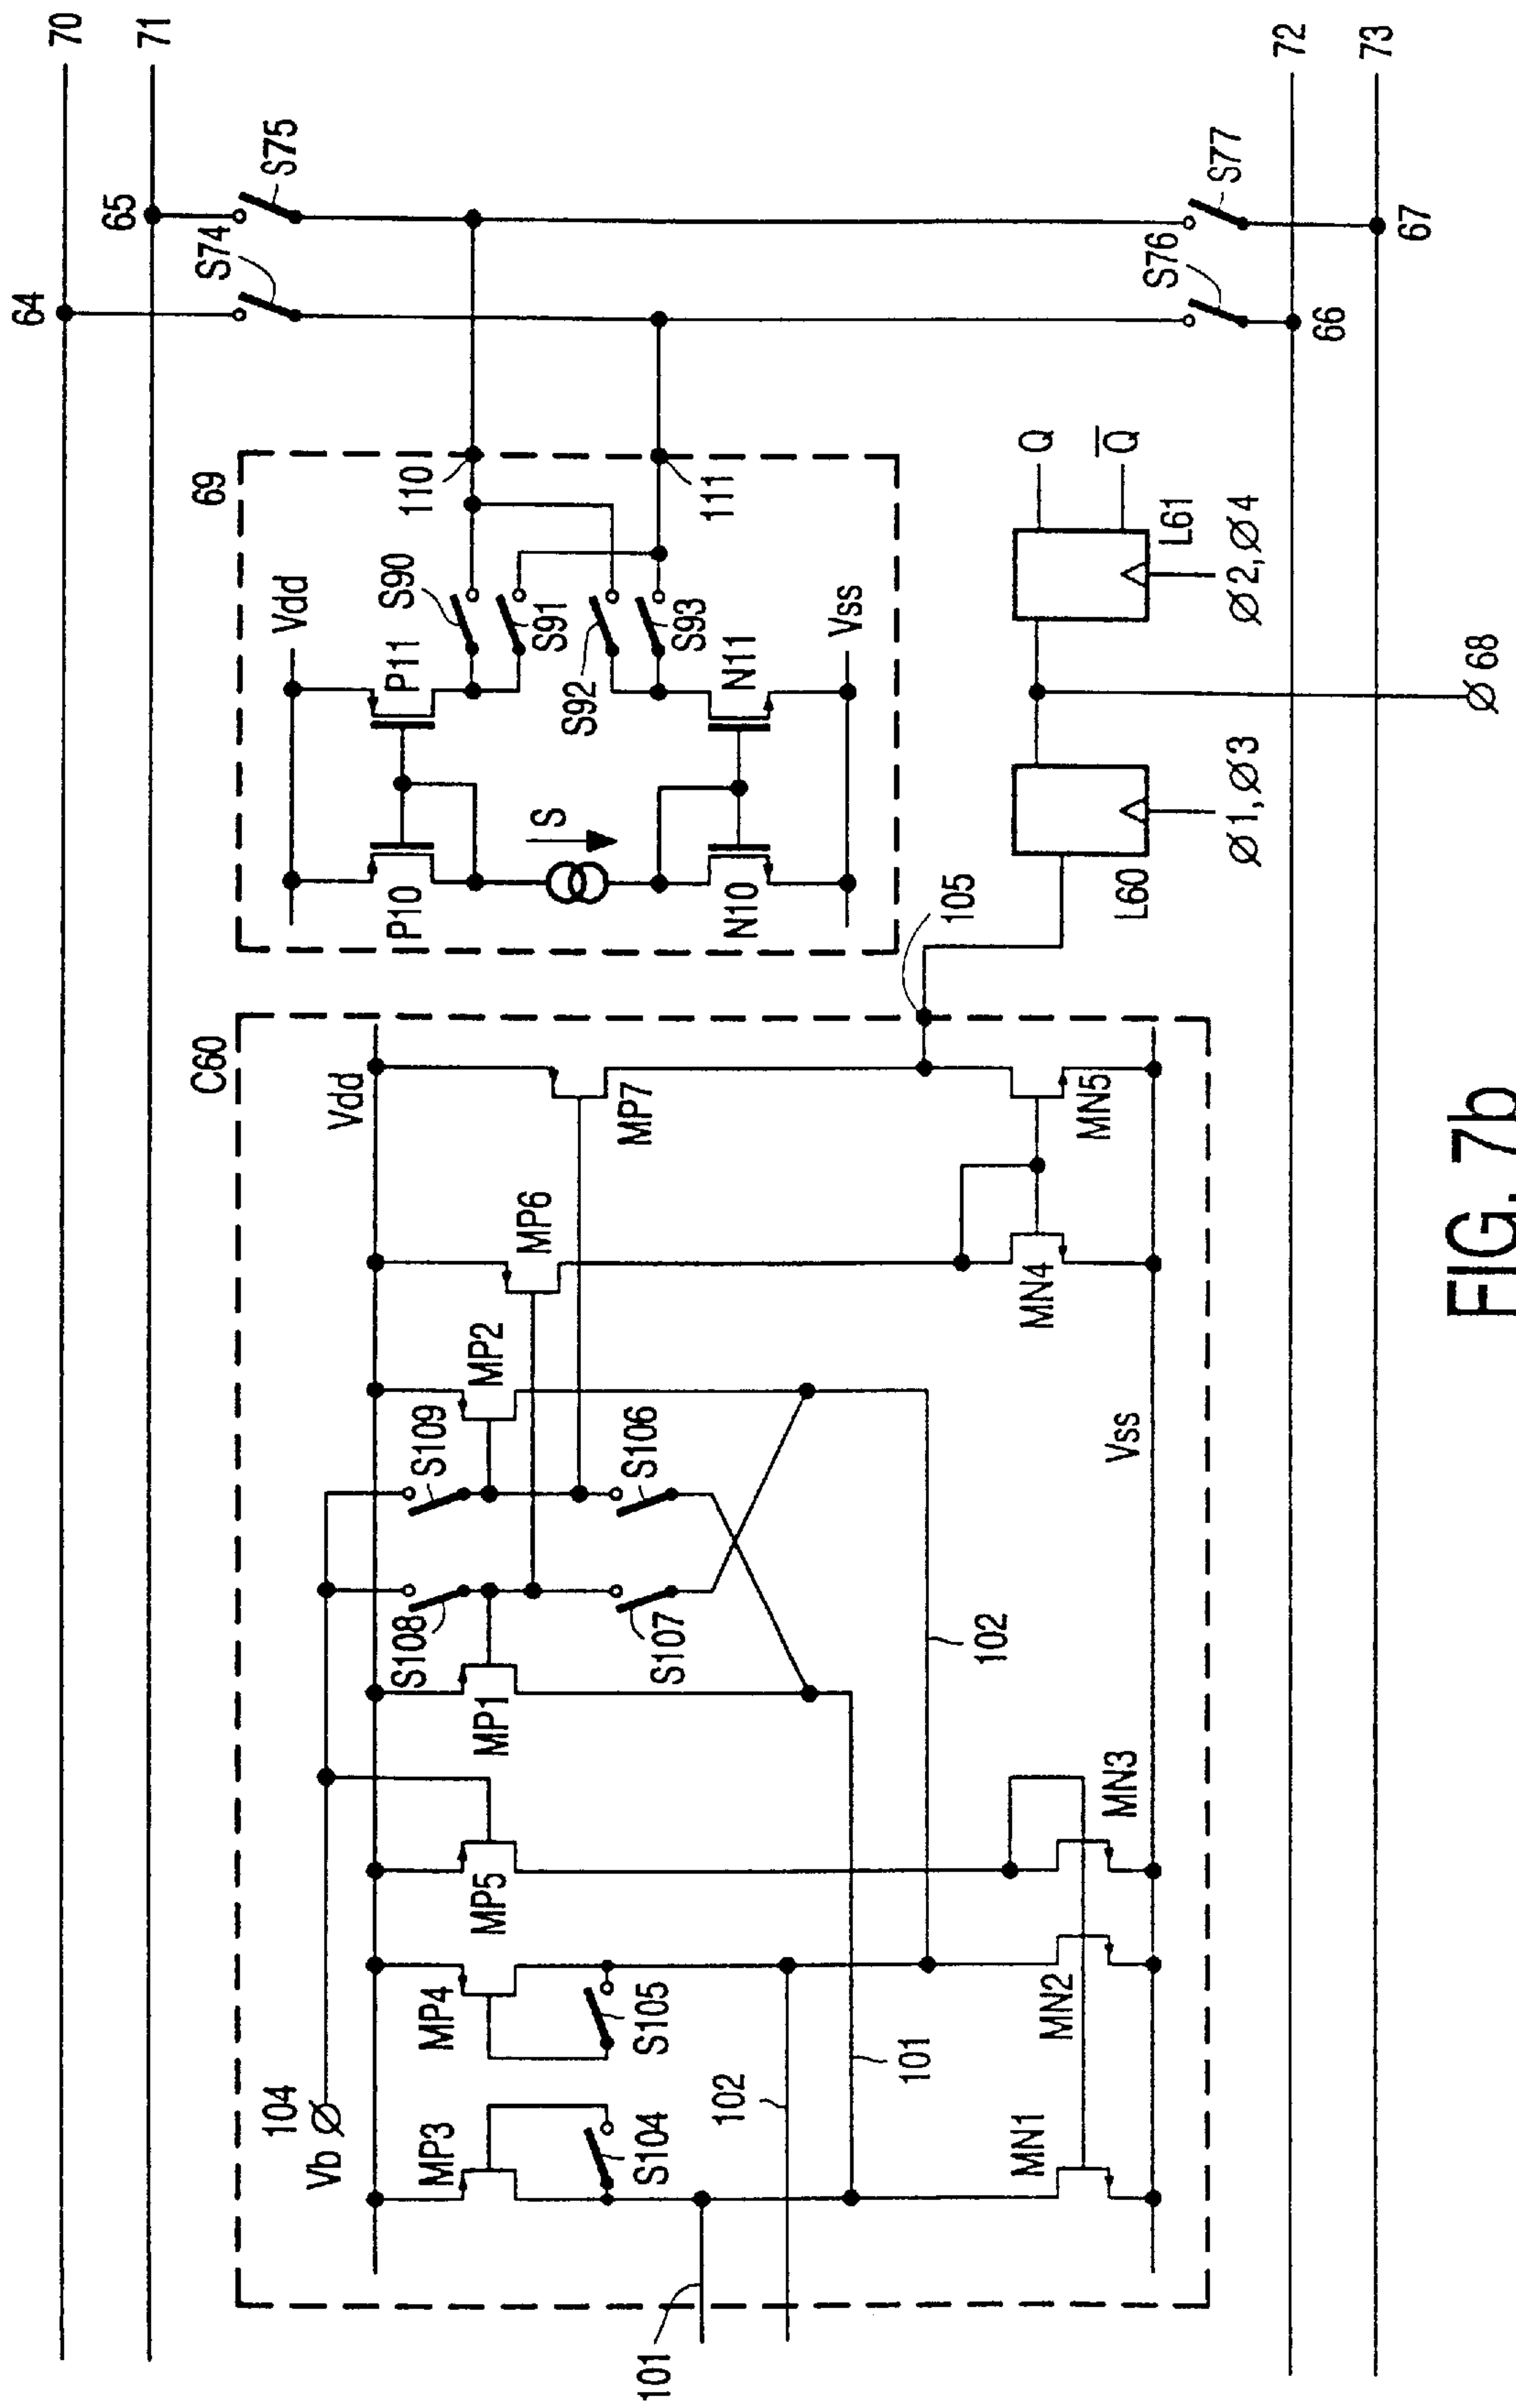 70
64
65
71
S74
S75
C60
69
104
Vb
Vdd
Vdd
MP3
MP4
MP5
MP1
S108
S109
MP2
MP6
P10
P11
S90
110
S104
S105
S107
S106
MP7
S
S91
S92
S93
111
101
102
101
102
105
N10
N11
Vss
MN1
MN2
MN3
Vss
MN4
MN5
L60
L61
Q
Q̅
Ø1, Ø3
Ø2, Ø4
S76
S77
66
72
67
73
68
FIG. 7b